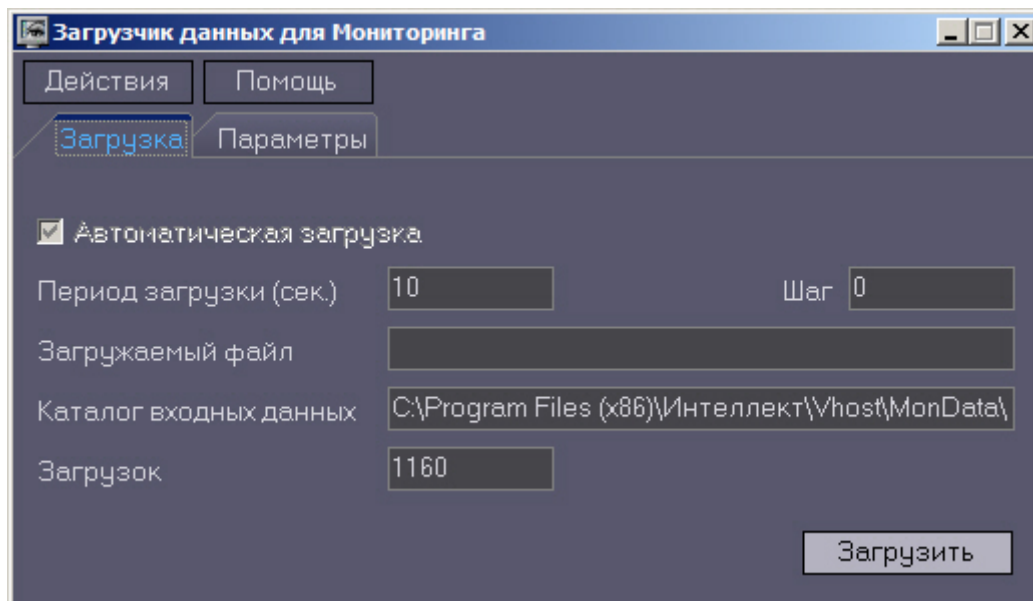 Загрузчик данных для Мониторинга
Действия Помощь
Загрузка Параметры
Автоматическая загрузка
Период загрузки (сек.) 10 Шаг 0
Загружаемый файл
Каталог входных данных C:\Program Files (x86)\Интеллект\Vhost\MonData\
Загрузок 1160
Загрузить